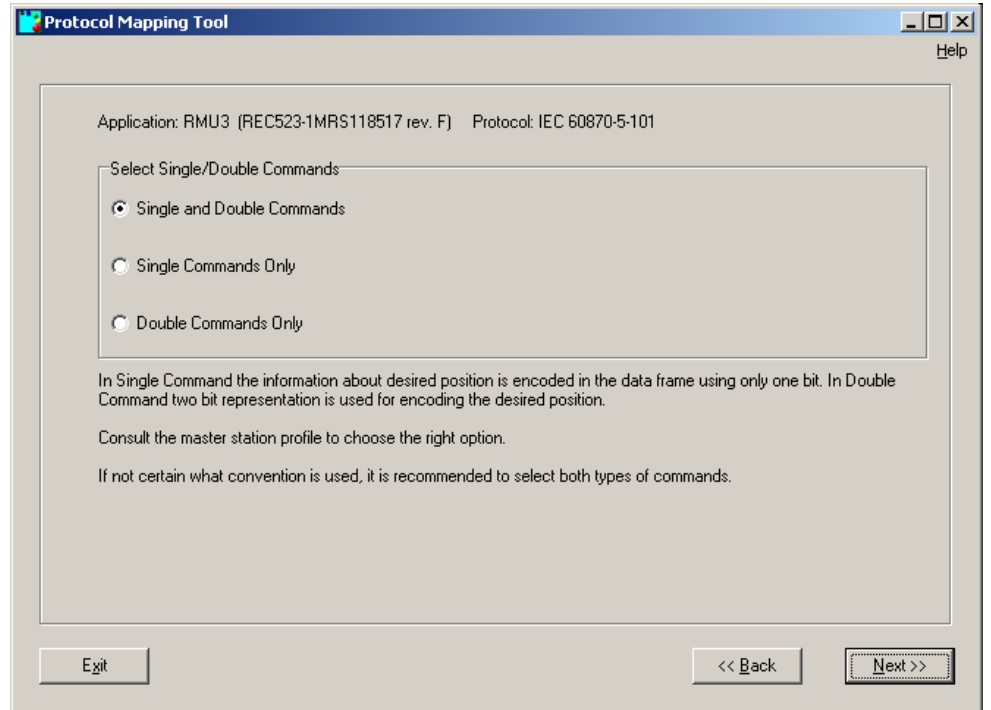 Protocol Mapping Tool
Help
Application: RMU3 (REC523-1MRS118517 rev. F) Protocol: IEC 60870-5-101
Select Single/Double Commands
Single and Double Commands
Single Commands Only
Double Commands Only
In Single Command the information about desired position is encoded in the data frame using only one bit. In Double
Command two bit representation is used for encoding the desired position.
Consult the master station profile to choose the right option.
If not certain what convention is used, it is recommended to select both types of commands.
Exit
<< Back
Next >>